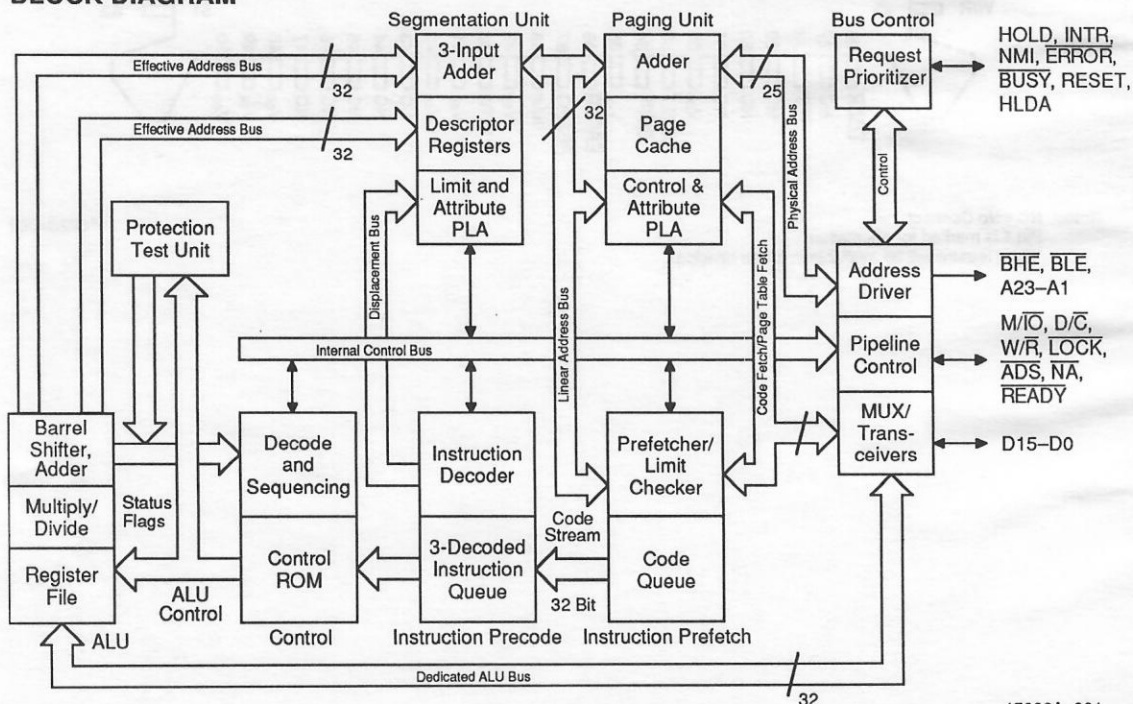 BLOCK DIAGRAM
Segmentation Unit
Paging Unit
Bus Control
3-Input
Adder
Descriptor
Registers
Limit and
Attribute
PLA
Adder
Page
Cache
Control &
Attribute
PLA
Request
Prioritizer
HOLD, INTR,
NMI, ERROR,
BUSY, RESET,
HLDA
Effective Address Bus
32
Effective Address Bus
32
32
25
Physical Address Bus
Control
Protection
Test Unit
Displacement Bus
Linear Address Bus
Code Fetch/Page Table Fetch
Internal Control Bus
Address
Driver
Pipeline
Control
MUX/
Trans-
ceivers
BHE, BLE,
A23–A1
M/IO, D/C,
W/R, LOCK,
ADS, NA,
READY
D15–D0
Barrel
Shifter,
Adder
Multiply/
Divide
Register
File
ALU
Status
Flags
ALU
Control
Decode and
Sequencing
Control
ROM
Control
Instruction
Decoder
3-Decoded
Instruction
Queue
Instruction Precode
Code
Stream
32 Bit
Prefetcher/
Limit
Checker
Code
Queue
Instruction Prefetch
Dedicated ALU Bus
32